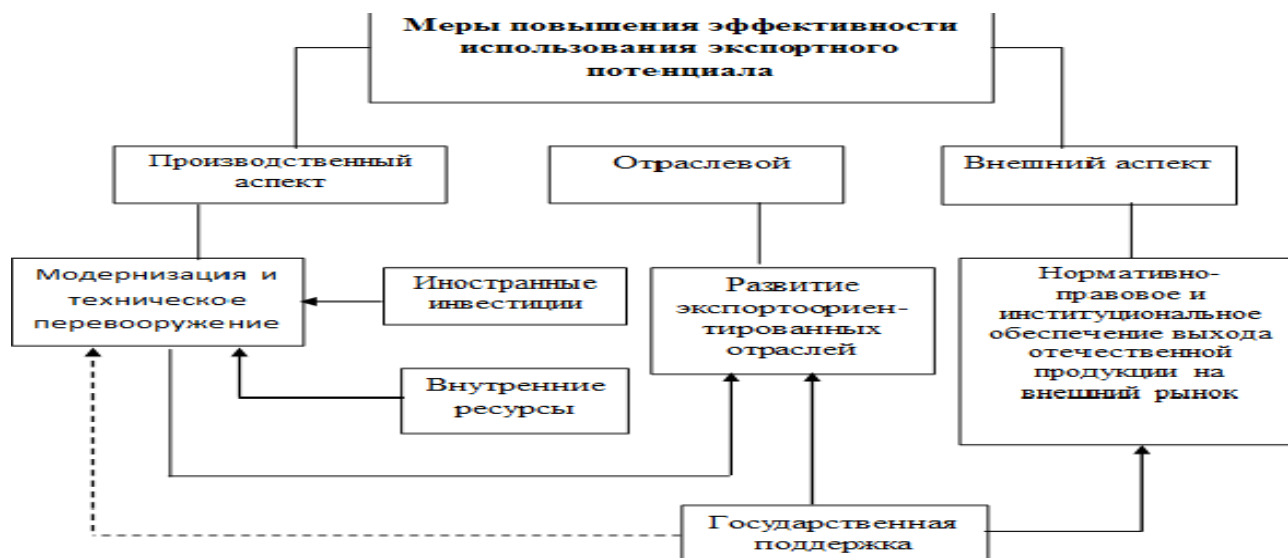 Меры повышения эффективности
использования экспортного
потенциала
Производственный
аспект
Отраслевой
Внешний аспект
Модернизация и
техническое
перевооружение
Иностранные
инвестиции
Внутренние
ресурсы
Развитие
экспортоориен-
тированных
отраслей
Нормативно-
правовое и
институциональное
обеспечение выхода
отечественной
продукции на
внешний рынок
Государственная
поддержка